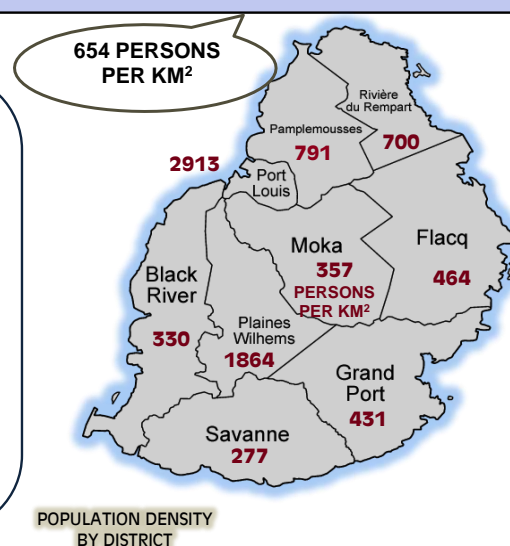 654 PERSONS
PER KM²
Rivière
du Rempart
700
Pamplemousses
791
2913
Port
Louis
Moka
357
PERSONS
PER KM²
Flacq
464
Black
River
330
Plaines
Wilhems
1864
Grand
Port
431
Savanne
277
POPULATION DENSITY
BY DISTRICT